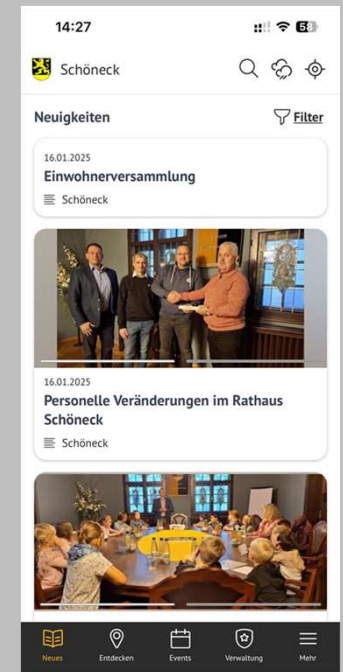 14:27
58
Schöneck
Neuigkeiten
Filter
16.01.2025
Einwohnerversammlung
Schöneck
16.01.2025
Personelle Veränderungen im Rathaus
Schöneck
Schöneck
Neues
Entdecken
Events
Verwaltung
Mehr